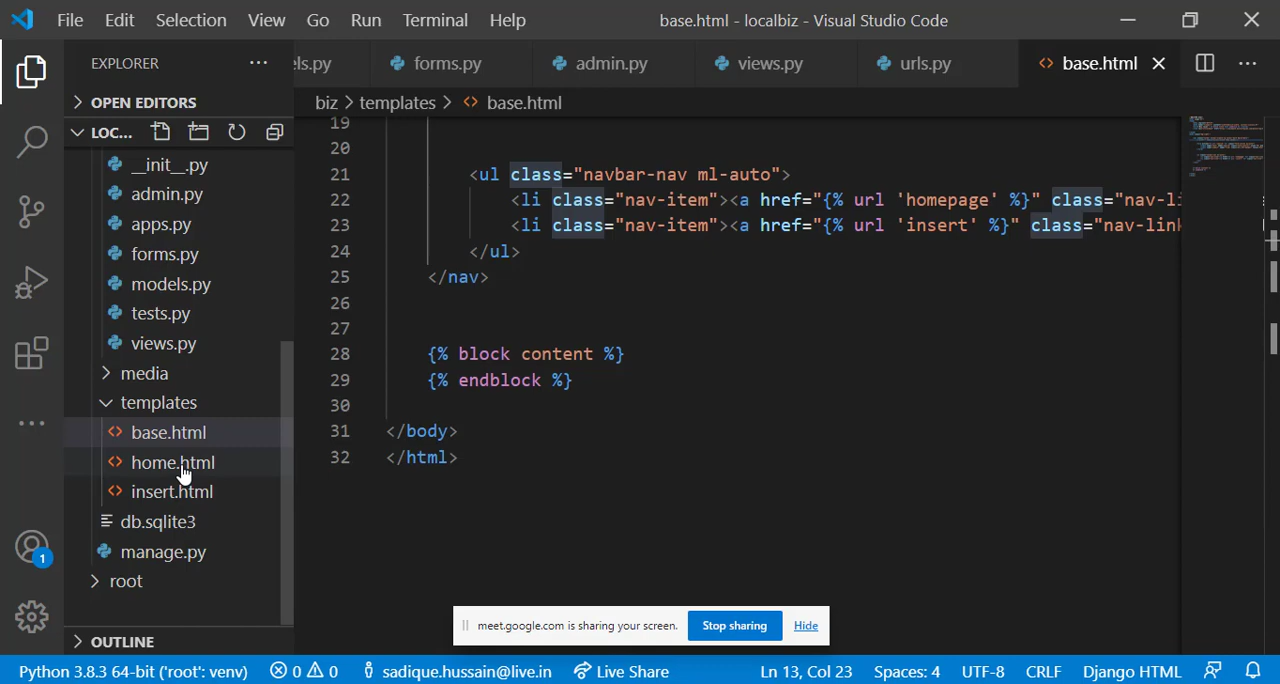 File Edit Selection View Go Run Terminal Help base.html - localbiz - Visual Studio Code
EXPLORER ··· els.py forms.py admin.py views.py urls.py base.html ···
OPEN EDITORS
biz > templates > base.html
LOC...
__init__.py
admin.py
apps.py
forms.py
models.py
tests.py
views.py
media
templates
base.html
home.html
insert.html
db.sqlite3
manage.py
root
OUTLINE
19
20
21 <ul class="navbar-nav ml-auto">
22 <li class="nav-item"><a href="{% url 'homepage' %}" class="nav-li
23 <li class="nav-item"><a href="{% url 'insert' %}" class="nav-link
24 </ul>
25 </nav>
26
27
28 {% block content %}
29 {% endblock %}
30
31 </body>
32 </html>
1
meet.google.com is sharing your screen. Stop sharing Hide
Python 3.8.3 64-bit ('root': venv) 0 0 sadique.hussain@live.in Live Share Ln 13, Col 23 Spaces: 4 UTF-8 CRLF Django HTML